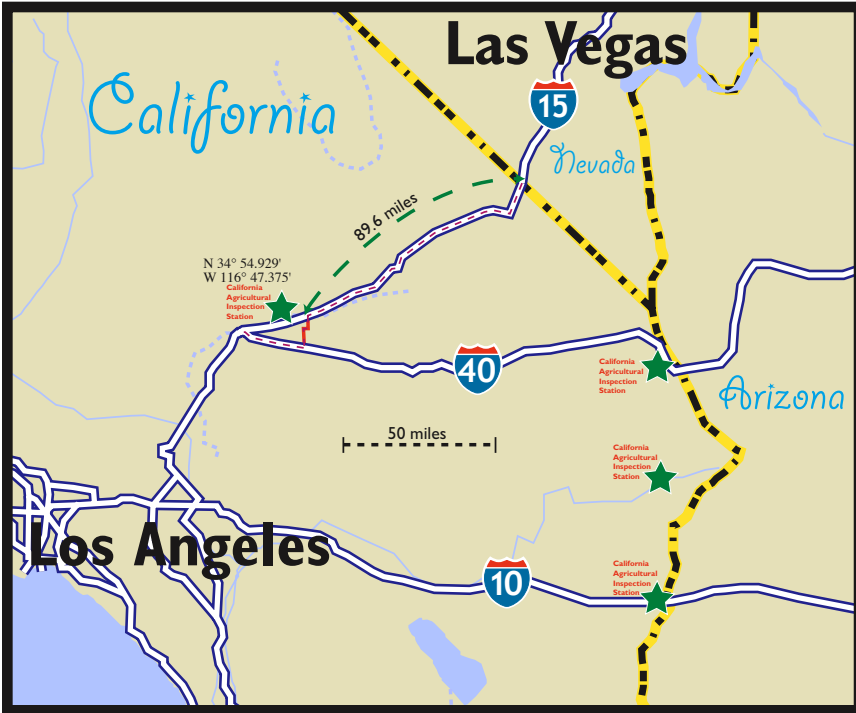 Las Vegas
California
15
Nevada
89.6 miles
N 34° 54.929'
W 116° 47.375'
California
Agricultural
Inspection
Station
40
California
Agricultural
Inspection
Station
Arizona
50 miles
California
Agricultural
Inspection
Station
Los Angeles
10
California
Agricultural
Inspection
Station